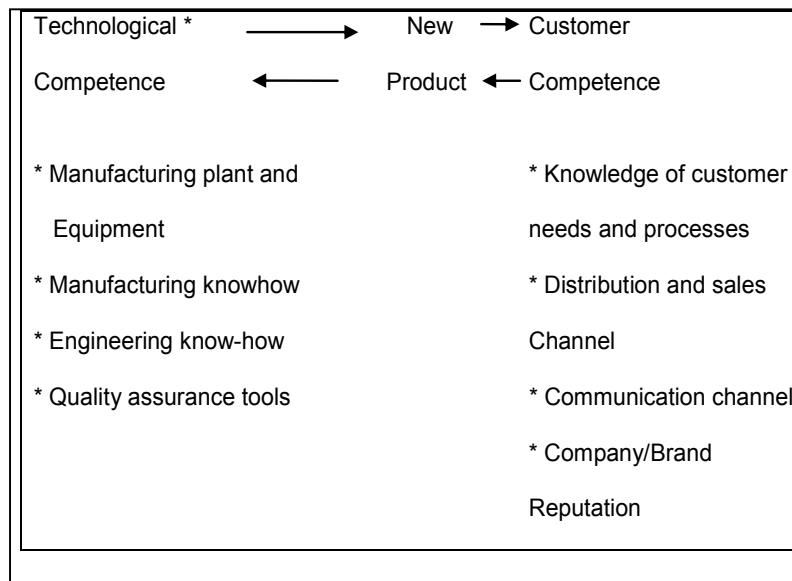 Technological * New Customer
Competence Product Competence
* Manufacturing plant and * Knowledge of customer
Equipment needs and processes
* Manufacturing knowhow * Distribution and sales
* Engineering know-how Channel
* Quality assurance tools * Communication channel
* Company/Brand
Reputation